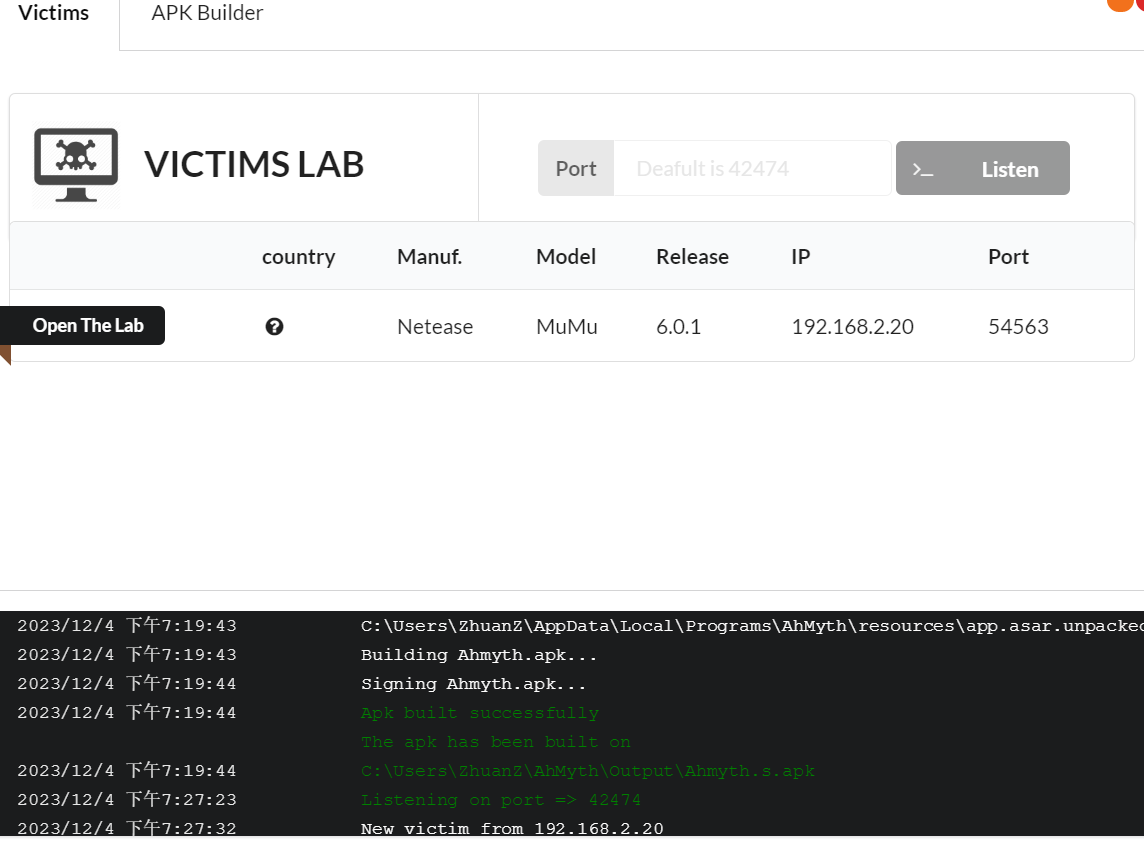 Victims APK Builder
VICTIMS LAB
Port Deafult is 42474 >_ Listen
country Manuf. Model Release IP Port
Open The Lab Netease MuMu 6.0.1 192.168.2.20 54563
2023/12/4 下午7:19:43 C:\Users\ZhuanZ\AppData\Local\Programs\AhMyth\resources\app.asar.unpacked
2023/12/4 下午7:19:43 Building Ahmyth.apk...
2023/12/4 下午7:19:44 Signing Ahmyth.apk...
2023/12/4 下午7:19:44 Apk built successfully
The apk has been built on
2023/12/4 下午7:19:44 C:\Users\ZhuanZ\AhMyth\Output\Ahmyth.s.apk
2023/12/4 下午7:27:23 Listening on port => 42474
2023/12/4 下午7:27:32 New victim from 192.168.2.20